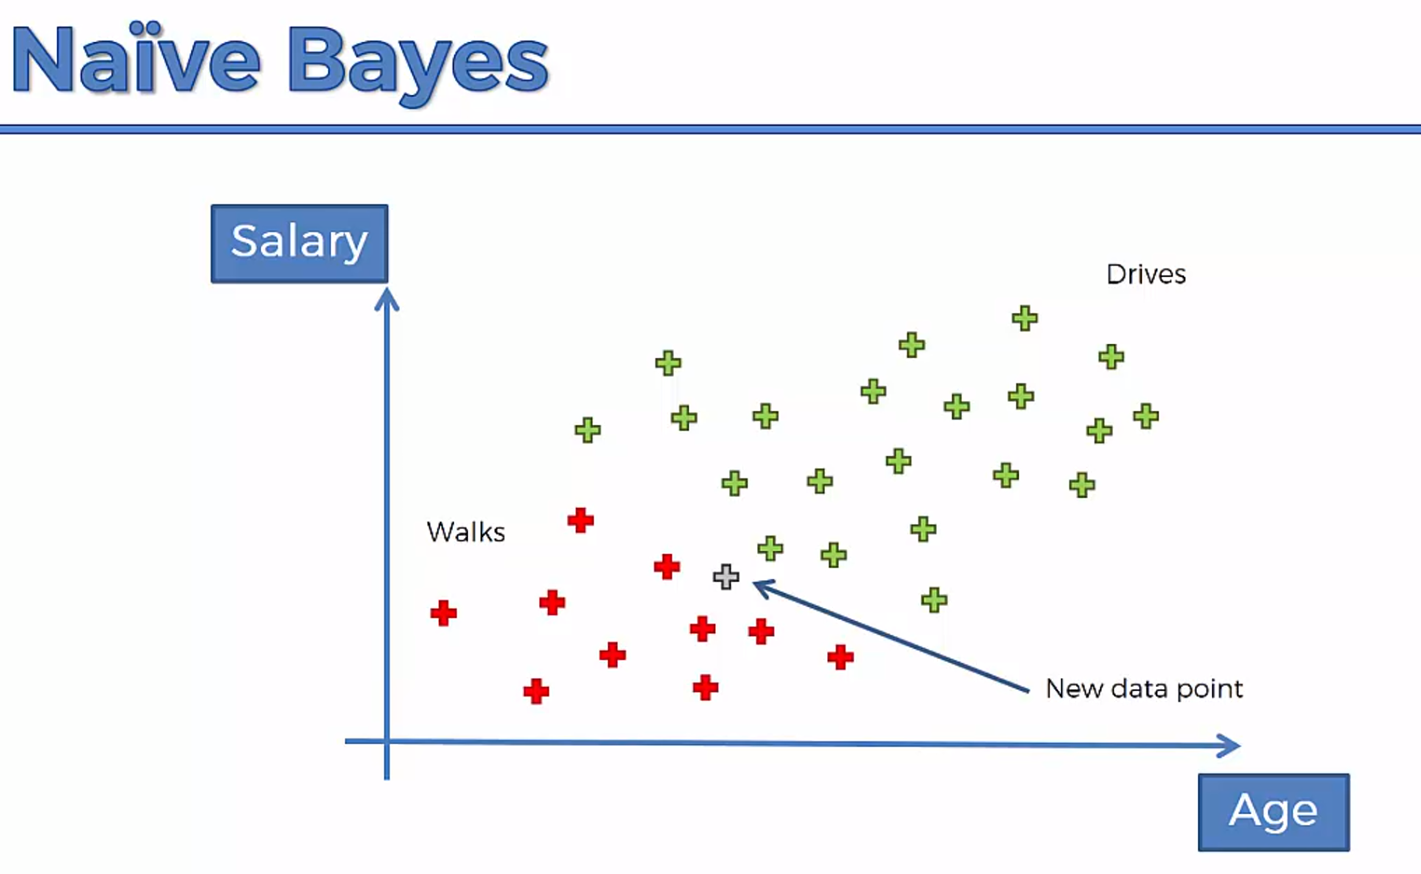 Naïve Bayes
Salary
Drives
Walks
New data point
Age